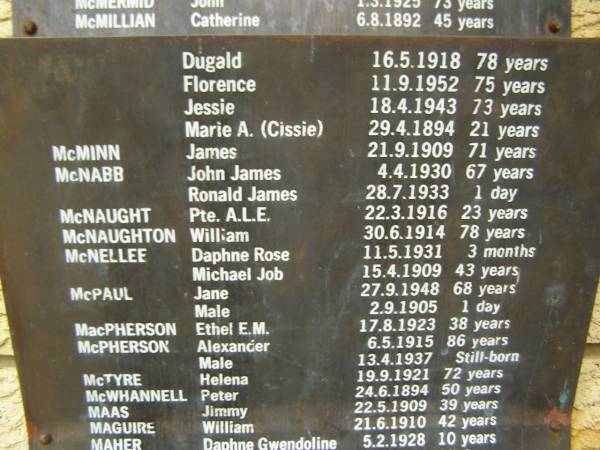 McMERMID John 1.3.1925 73 years
McMILLIAN Catherine 6.8.1892 45 years
Dugald 16.5.1918 78 years
Florence 11.9.1952 75 years
Jessie 18.4.1943 73 years
Marie A. (Cissie) 29.4.1894 21 years
McMINN James 21.9.1909 71 years
McNABB John James 4.4.1930 67 years
Ronald James 28.7.1933 1 day
McNAUGHT Pte. A.L.E. 22.3.1916 23 years
McNAUGHTON William 30.6.1914 78 years
McNELLEE Daphne Rose 11.5.1931 3 months
Michael Job 15.4.1909 43 years
McPAUL Jane 27.9.1948 68 years
Male 2.9.1905 1 day
MacPHERSON Ethel E.M. 17.8.1923 38 years
McPHERSON Alexander 6.5.1915 86 years
Male 13.4.1937 Still-born
McTYRE Helena 19.9.1921 72 years
McWHANNELL Peter 24.6.1894 50 years
MAAS Jimmy 22.5.1909 39 years
MAGUIRE William 21.6.1910 42 years
MAHER Daphne Gwendoline 5.2.1928 10 years